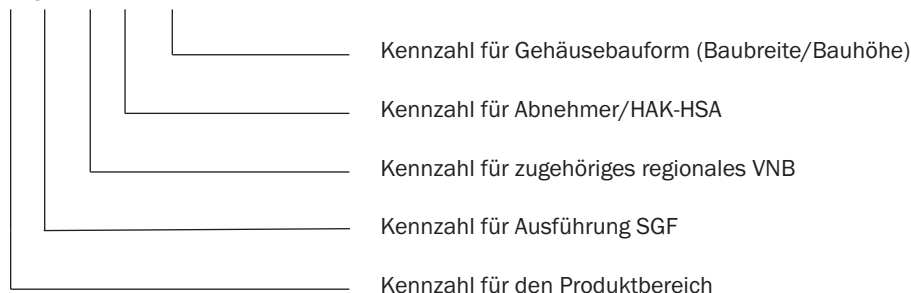 Kennzahl für Gehäusebauform (Baubreite/Bauhöhe)
Kennzahl für Abnehmer/HAK-HSA
Kennzahl für zugehöriges regionales VNB
Kennzahl für Ausführung SGF
Kennzahl für den Produktbereich